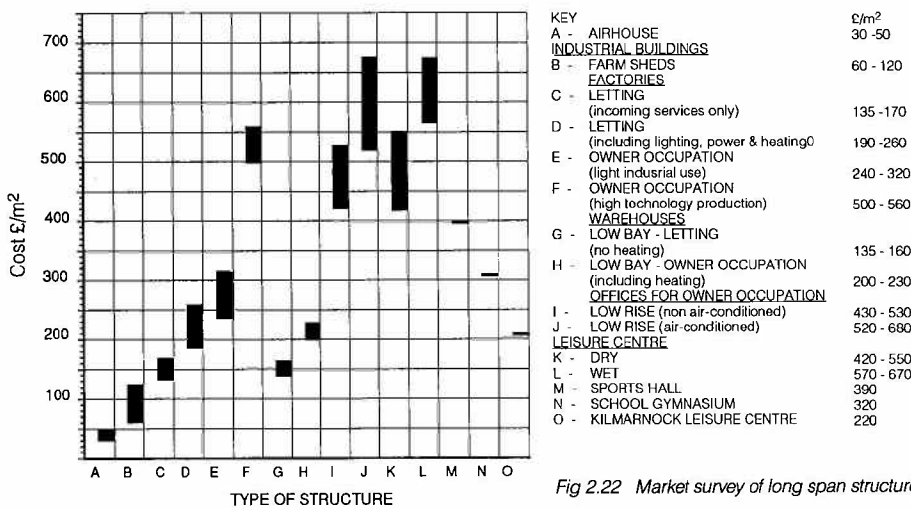 700
600
500
400
300
200
100
Cost £/m²
A B C D E F G H I J K L M N O
TYPE OF STRUCTURE
KEY £/m²
A - AIRHOUSE 30 -50
INDUSTRIAL BUILDINGS
B - FARM SHEDS 60 - 120
FACTORIES
C - LETTING
(incoming services only) 135 -170
D - LETTING
(including lighting, power & heating0 190 -260
E - OWNER OCCUPATION
(light indusrial use) 240 - 320
F - OWNER OCCUPATION
(high technology production) 500 - 560
WAREHOUSES
G - LOW BAY - LETTING
(no heating) 135 - 160
H - LOW BAY - OWNER OCCUPATION
(including heating) 200 - 230
OFFICES FOR OWNER OCCUPATION
I - LOW RISE (non air-conditioned) 430 - 530
J - LOW RISE (air-conditioned) 520 - 680
LEISURE CENTRE
K - DRY 420 - 550
L - WET 570 - 670
M - SPORTS HALL 390
N - SCHOOL GYMNASIUM 320
O - KILMARNOCK LEISURE CENTRE 220
Fig 2.22 Market survey of long span structure